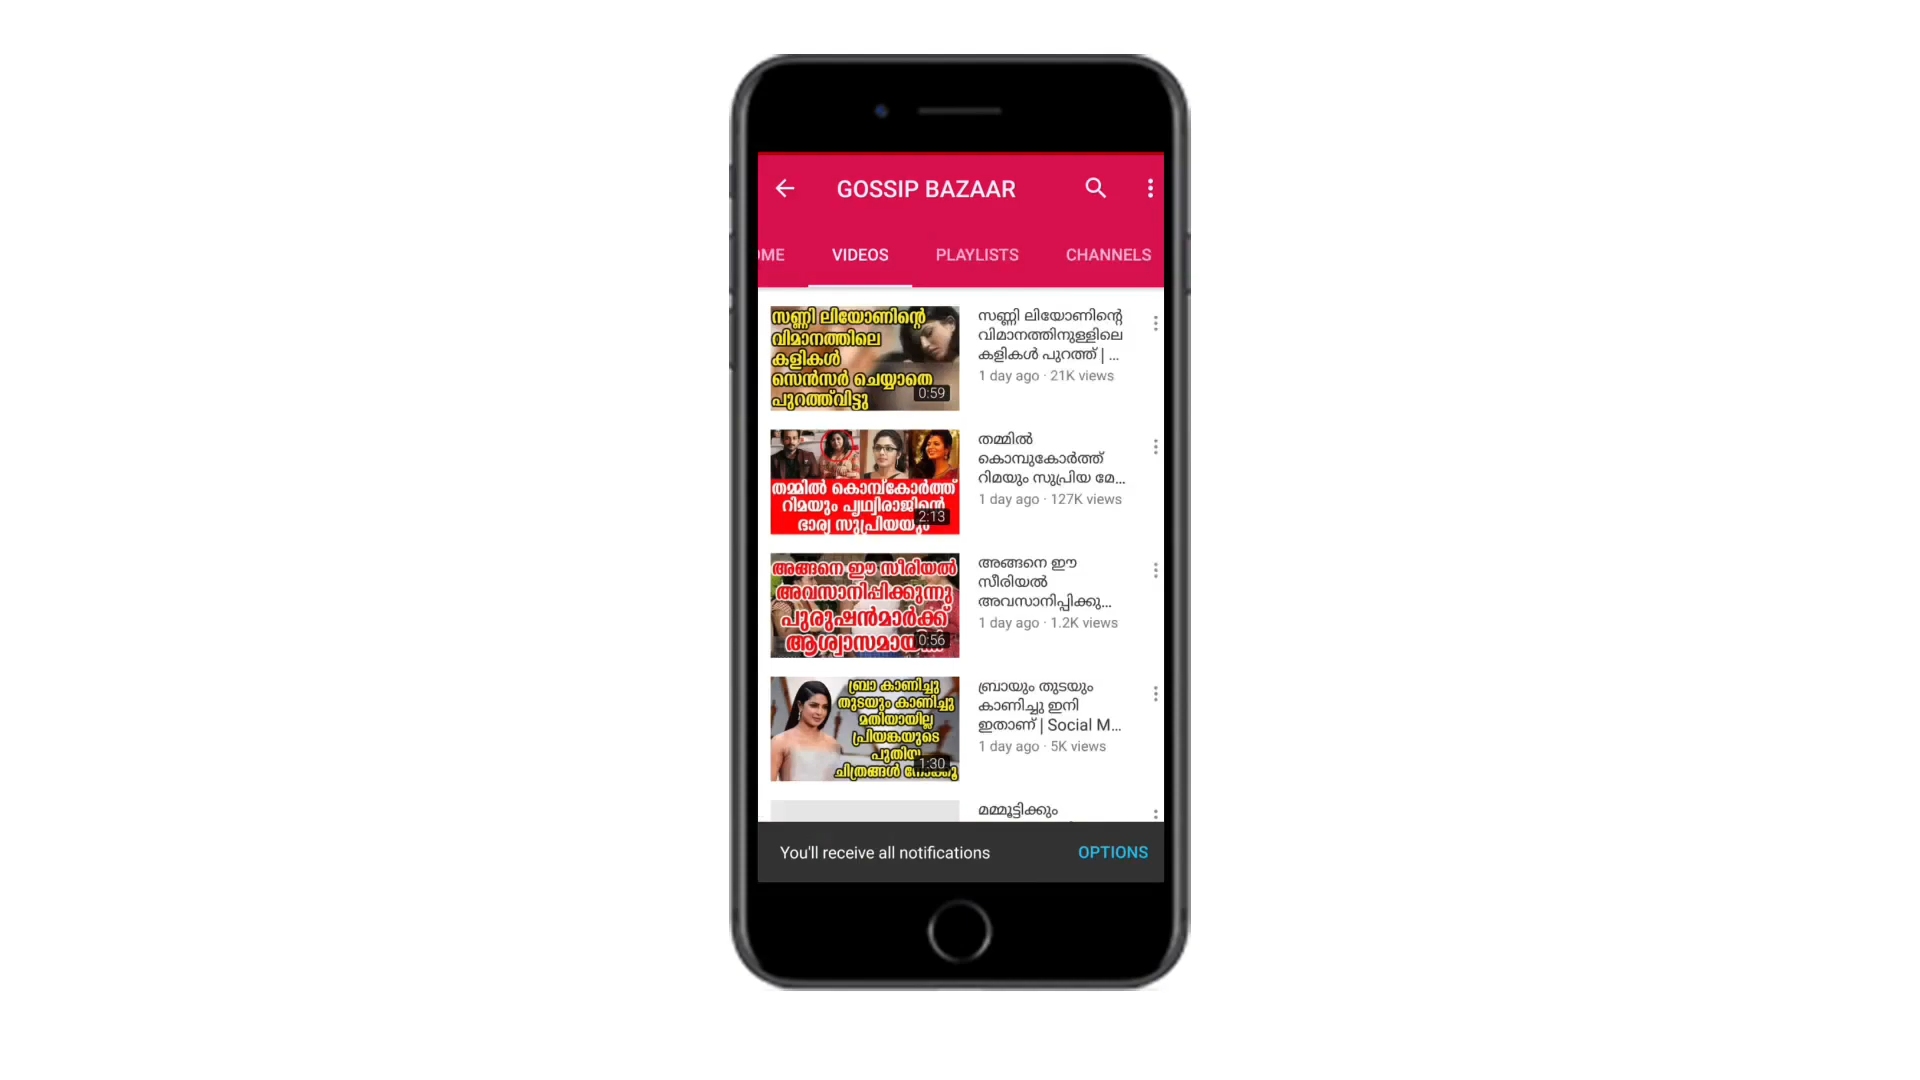 GOSSIP BAZAAR
OME VIDEOS PLAYLISTS CHANNELS
സണ്ണി ലിയോണിന്റെ
വിമാനത്തിലെ
കളികൾ
സെൻസർ ചെയ്യാതെ
പുറത്ത്‌വിട്ടു
0:59
സണ്ണി ലിയോണിന്റെ
വിമാനത്തിനുള്ളിലെ
കളികൾ പുറത്ത് | ...
1 day ago · 21K views
തമ്മിൽ കൊമ്പ്കോർത്ത്
റിമയും പൃഥ്വിരാജിന്റെ
ഭാര്യ സുപ്രിയയും
2:13
തമ്മിൽ
കൊമ്പുകോർത്ത്
റിമയും സുപ്രിയ മേ...
1 day ago · 127K views
അങ്ങനെ ഈ സീരിയൽ
അവസാനിപ്പിക്കുന്നു
പുരുഷൻമാർക്ക്
0:56
അങ്ങനെ ഈ
സീരിയൽ
അവസാനിപ്പിക്കു...
1 day ago · 1.2K views
ബ്രാ കാണിച്ചു
തുടയും കാണിച്ചു
മതിയായില്ല
പ്രിയങ്കയുടെ
പുതിയ
ചിത്രങ്ങൾ നോക്കൂ
1:30
ബ്രായും തുടയും
കാണിച്ചു ഇനി
ഇതാണ് | Social M...
1 day ago · 5K views
മമ്മൂട്ടിക്കും
You'll receive all notifications OPTIONS